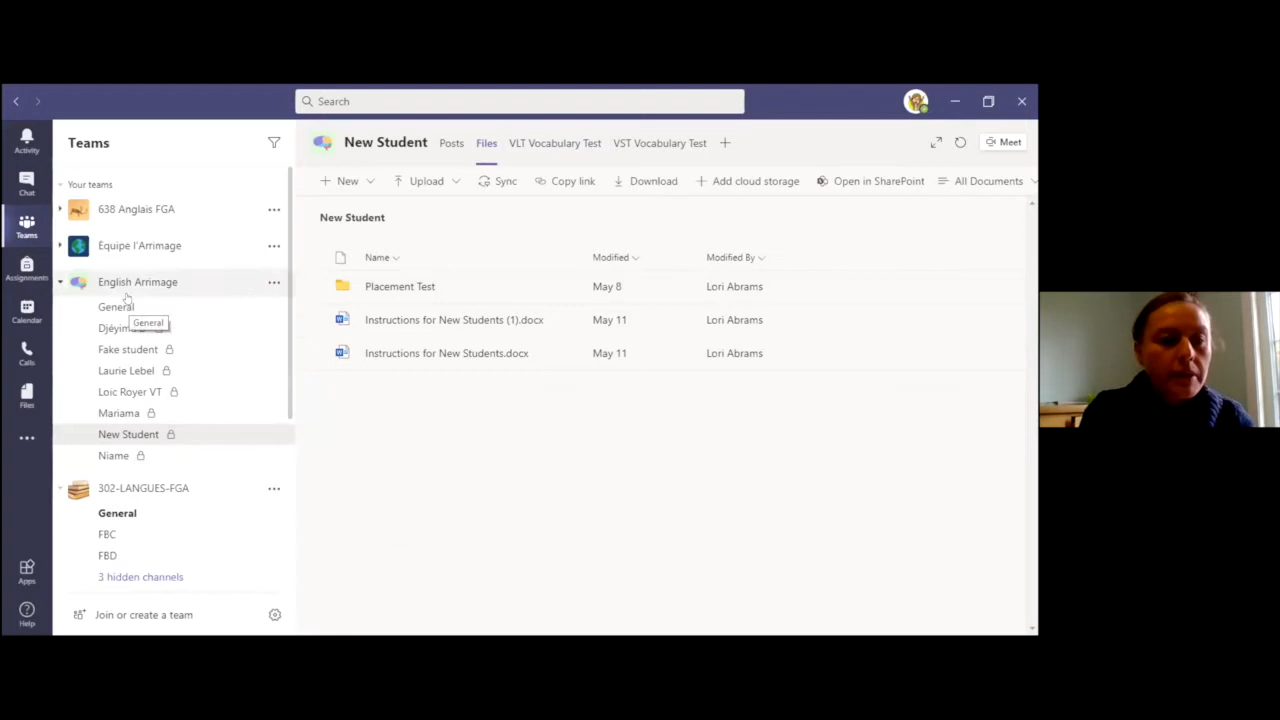 Search
Activity
Chat
Teams
Assignments
Calendar
Calls
Files
Apps
Help
Teams
Your teams
638 Anglais FGA
Équipe l'Arrimage
English Arrimage
General
General
Fake student
Laurie Lebel
Loic Royer VT
Mariama
New Student
Niame
302-LANGUES-FGA
General
FBC
FBD
3 hidden channels
Join or create a team
New Student Posts Files VLT Vocabulary Test VST Vocabulary Test
Meet
New Upload Sync Copy link Download Add cloud storage Open in SharePoint All Documents
New Student
Name Modified Modified By
Placement Test May 8 Lori Abrams
Instructions for New Students (1).docx May 11 Lori Abrams
Instructions for New Students.docx May 11 Lori Abrams